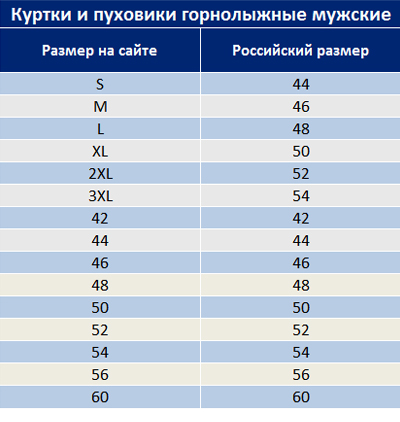 Куртки и пуховики горнолыжные мужские
Размер на сайте Российский размер
S 44
M 46
L 48
XL 50
2XL 52
3XL 54
42 42
44 44
46 46
48 48
50 50
52 52
54 54
56 56
60 60